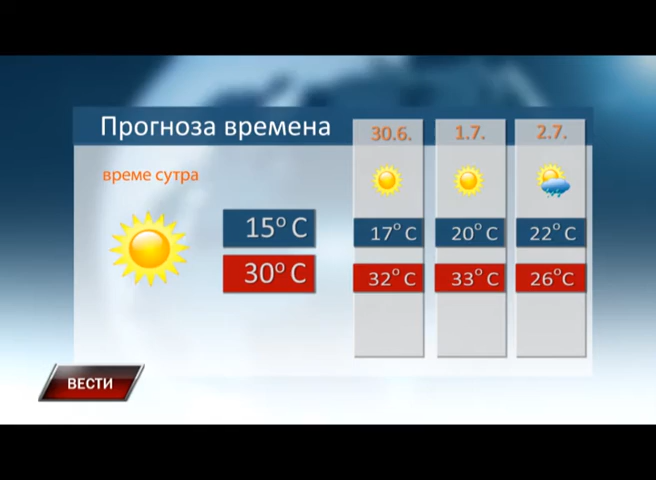 Прогноза времена
време сутра
15°C
30°C
30.6.
17°C
32°C
1.7.
20°C
33°C
2.7.
22°C
26°C
ВЕСТИ